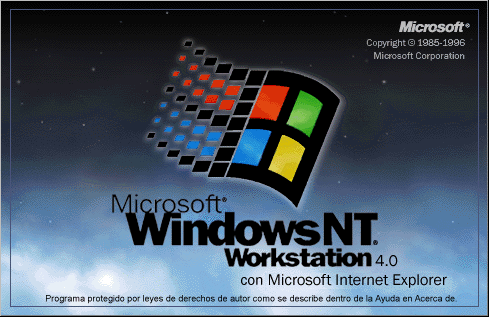 Microsoft®
Copyright © 1985-1996
Microsoft Corporation
Microsoft®
WindowsNT®
Workstation 4.0
con Microsoft Internet Explorer
Programa protegido por leyes de derechos de autor como se describe dentro de la Ayuda en Acerca de.